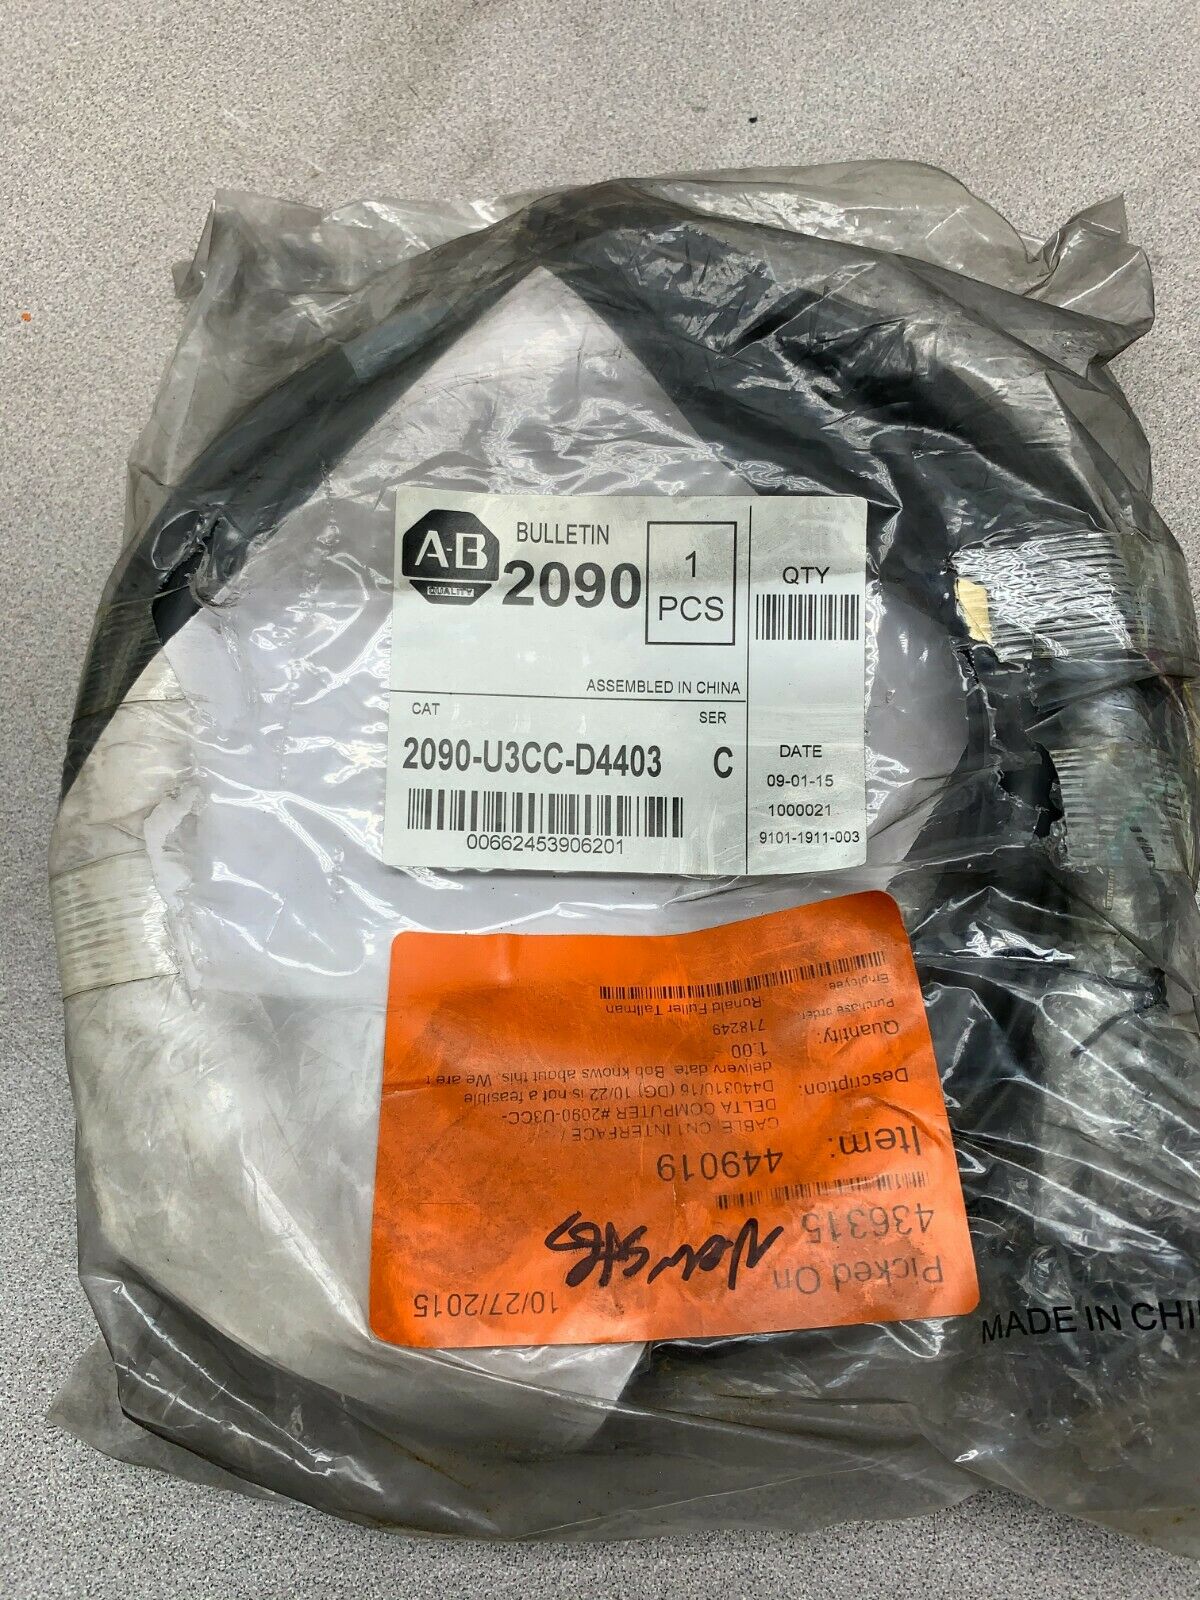 A-B
QUALITY
BULLETIN
2090
1
PCS
QTY
ASSEMBLED IN CHINA
CAT
SER
2090-U3CC-D4403
C
00662453906201
DATE
09-01-15
1000021
9101-1911-003
Picked On
10/27/2015
436315
Item:
449019
Description:
CABLE, CN1 INTERFACE /
DELTA COMPUTER #2090-U3CC-
D440310/16 (DG) 10/22 is not a feasible
delivery date. Bob knows about this. We are t
Quantity:
1.00
Purchase order:
718249
Employee:
Ronald Fuller Tallman
MADE IN CHI